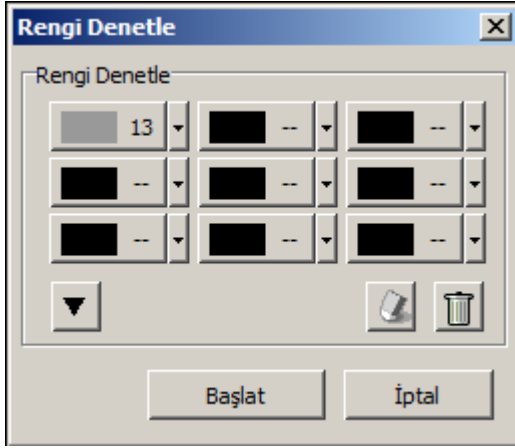 Rengi Denetle
Rengi Denetle
13 -- --
-- -- --
-- -- --
Başlat İptal